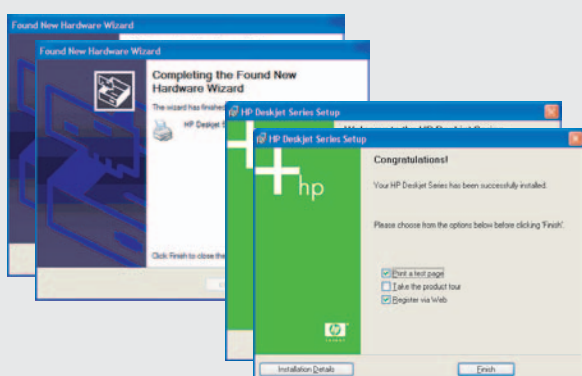 Found New Hardware Wizard
Found New Hardware Wizard
Completing the Found New
Hardware Wizard
The wizard has finished
HP Deskjet S
Click Finish to close the
HP Deskjet Series Setup
HP Deskjet Series Setup
Congratulations!
hp
Your HP Deskjet Series has been successfully installed.
Please choose from the options below before clicking 'Finish'.
Print a test page
Take the product tour
Register via Web
hp
invent
Installation Details
Finish